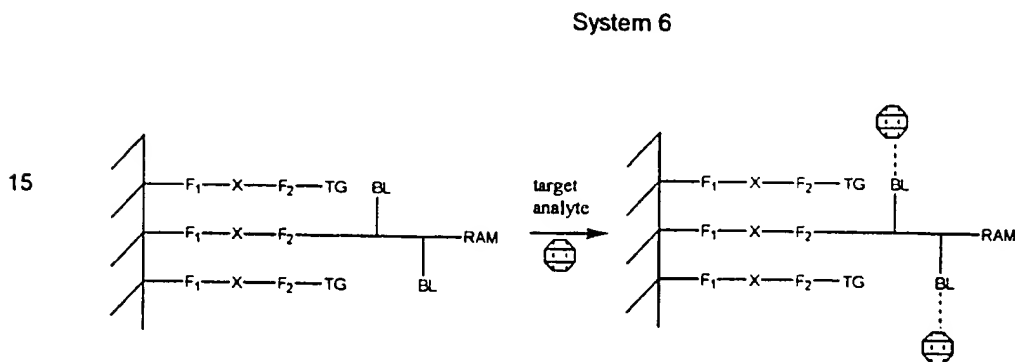 System 6
15
F₁—X—F₂—TG
BL
F₁—X—F₂
RAM
F₁—X—F₂—TG
BL
target
analyte
BL
F₁—X—F₂—TG
F₁—X—F₂
RAM
BL
F₁—X—F₂—TG